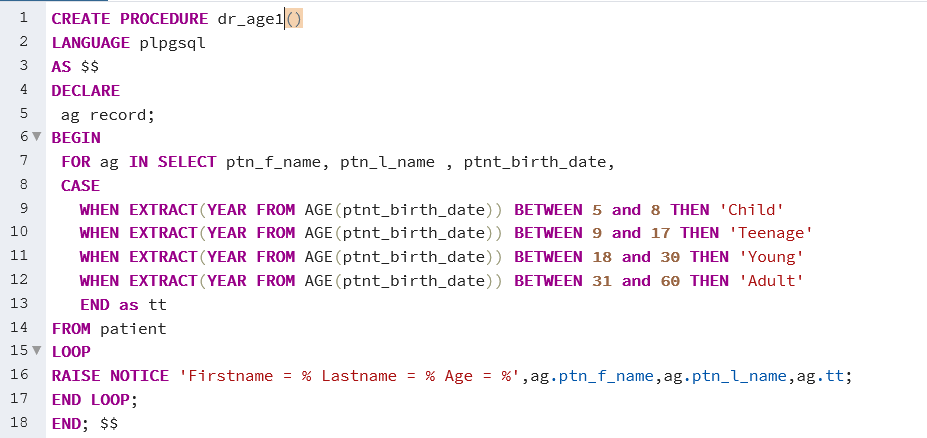 1 CREATE PROCEDURE dr_age1()
2 LANGUAGE plpgsql
3 AS $$
4 DECLARE
5 ag record;
6 BEGIN
7 FOR ag IN SELECT ptn_f_name, ptn_l_name , ptnt_birth_date,
8 CASE
9 WHEN EXTRACT(YEAR FROM AGE(ptnt_birth_date)) BETWEEN 5 and 8 THEN 'Child'
10 WHEN EXTRACT(YEAR FROM AGE(ptnt_birth_date)) BETWEEN 9 and 17 THEN 'Teenage'
11 WHEN EXTRACT(YEAR FROM AGE(ptnt_birth_date)) BETWEEN 18 and 30 THEN 'Young'
12 WHEN EXTRACT(YEAR FROM AGE(ptnt_birth_date)) BETWEEN 31 and 60 THEN 'Adult'
13 END as tt
14 FROM patient
15 LOOP
16 RAISE NOTICE 'Firstname = % Lastname = % Age = %',ag.ptn_f_name,ag.ptn_l_name,ag.tt;
17 END LOOP;
18 END; $$